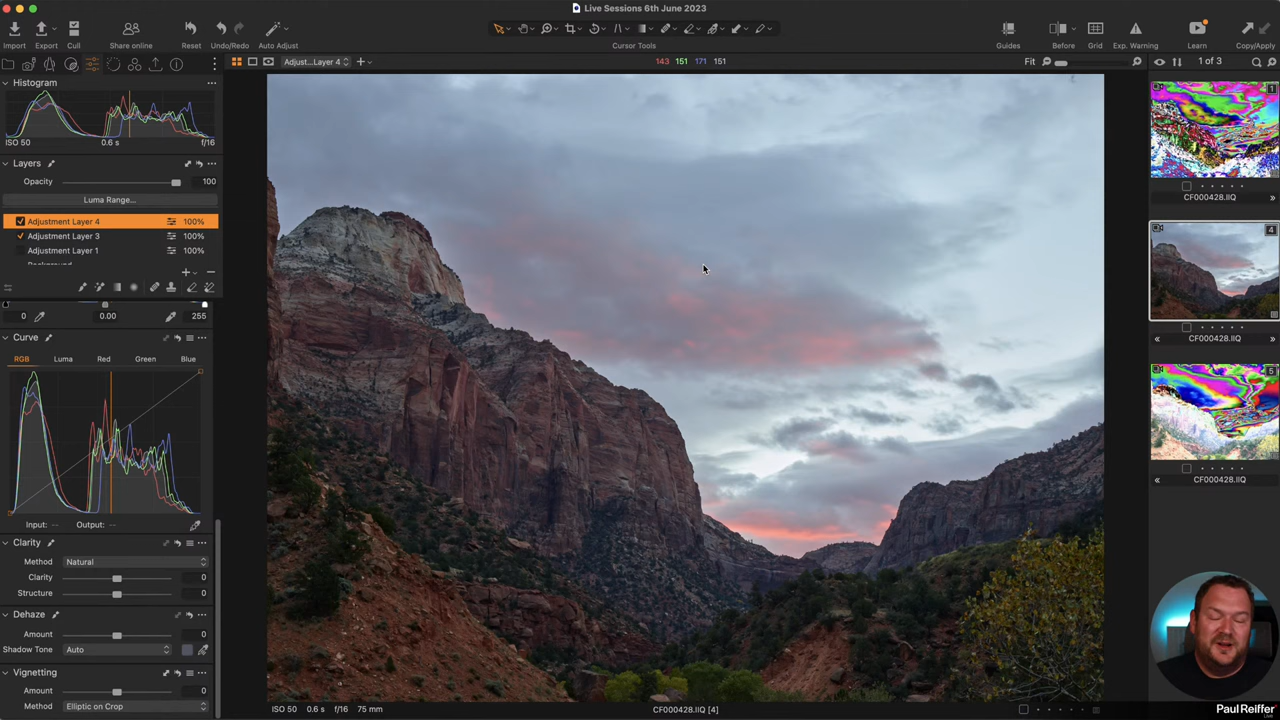 Live Sessions 6th June 2023
Import Export Cull Share online Reset Undo/Redo Auto Adjust Cursor Tools Guides Before Grid Exp. Warning Learn Copy/Apply
Adjust...Layer 4 143 151 171 151 Fit 1 of 3
Histogram
ISO 50 0.6 s f/16
Layers
Opacity 100
Luma Range...
Adjustment Layer 4 100%
Adjustment Layer 3 100%
Adjustment Layer 1 100%
0 0.00 255
Curve
RGB Luma Red Green Blue
Input: -- Output: --
Clarity
Method Natural
Clarity 0
Structure 0
Dehaze
Amount 0
Shadow Tone Auto
Vignetting
Amount 0
Method Elliptic on Crop
ISO 50 0.6 s f/16 75 mm CF000428.IIQ [4]
1
CF000428.IIQ
4
CF000428.IIQ
5
CF000428.IIQ
Paul Reiffer
Live